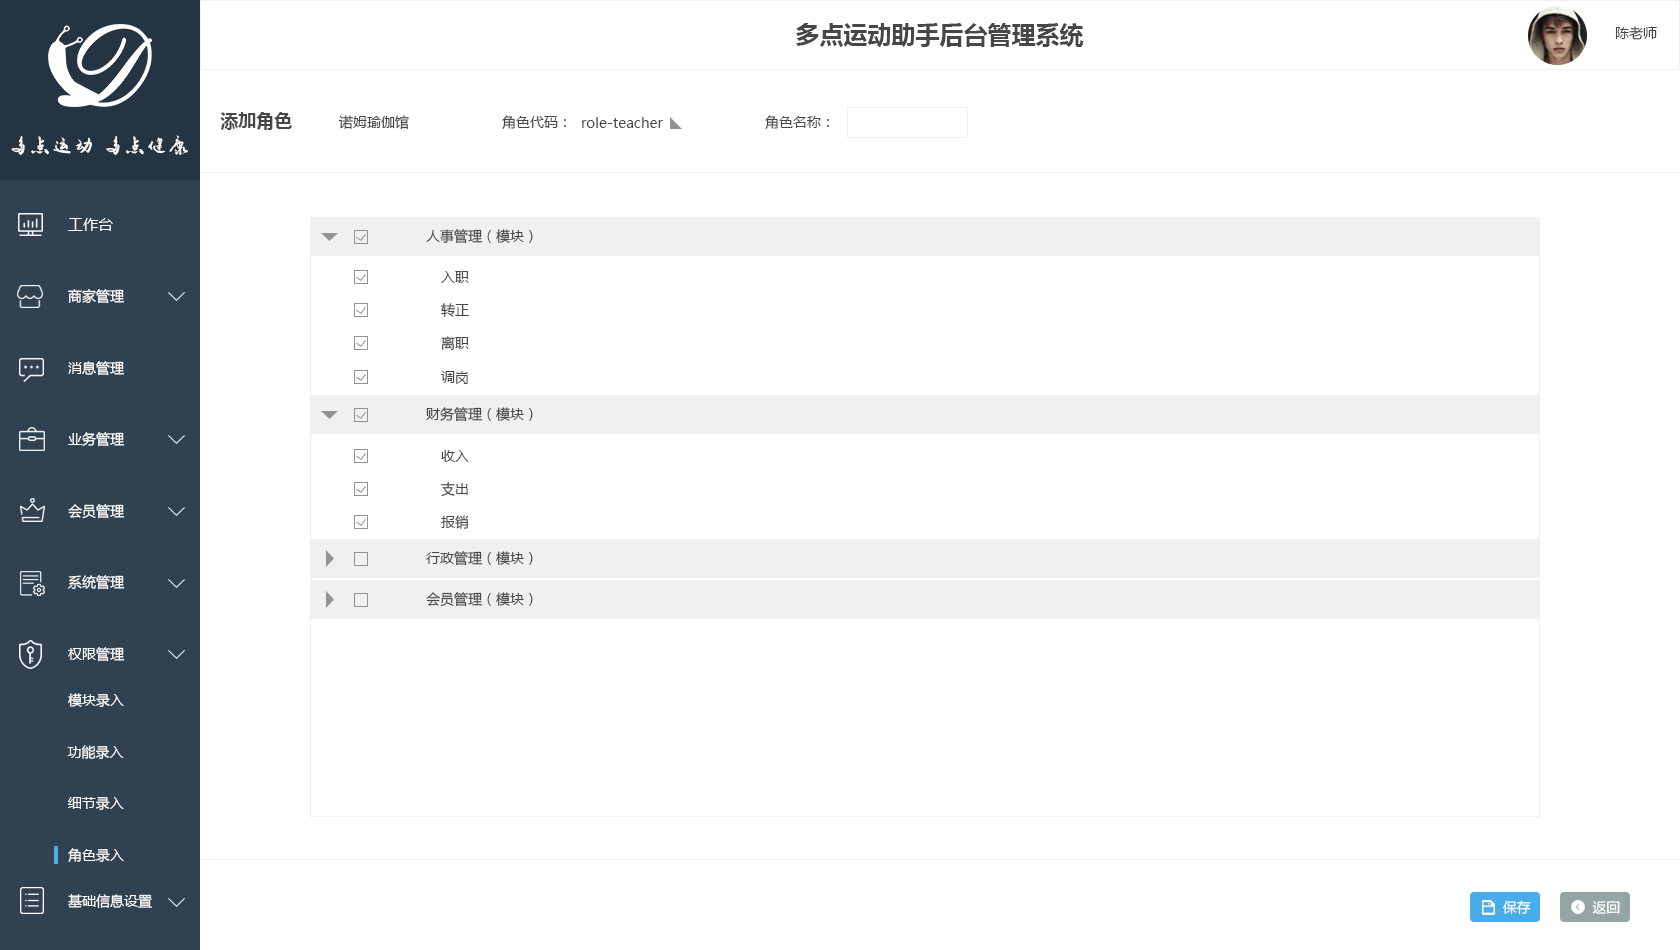 多点运动 多点健康
工作台
商家管理
消息管理
业务管理
会员管理
系统管理
权限管理
模块录入
功能录入
细节录入
角色录入
基础信息设置
多点运动助手后台管理系统
陈老师
添加角色 诺姆瑜伽馆 角色代码： role-teacher 角色名称：
人事管理（模块）
入职
转正
离职
调岗
财务管理（模块）
收入
支出
报销
行政管理（模块）
会员管理（模块）
保存 返回